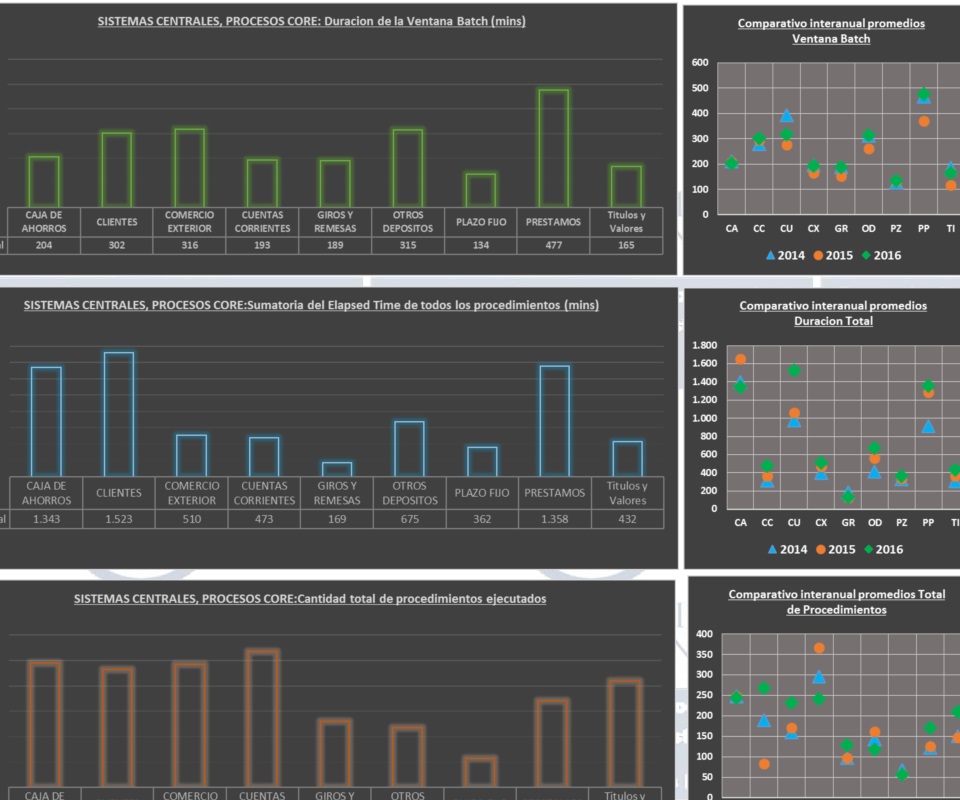 SISTEMAS CENTRALES, PROCESOS CORE: Duracion de la Ventana Batch (mins)
CAJA DE AHORROS CLIENTES COMERCIO EXTERIOR CUENTAS CORRIENTES GIROS Y REMESAS OTROS DEPOSITOS PLAZO FIJO PRESTAMOS Titulos y Valores
204 302 316 193 189 315 134 477 165
Comparativo interanual promedios
Ventana Batch
600
500
400
300
200
100
0
CA CC CU CX GR OD PZ PP TI
2014 2015 2016
SISTEMAS CENTRALES, PROCESOS CORE:Sumatoria del Elapsed Time de todos los procedimientos (mins)
CAJA DE AHORROS CLIENTES COMERCIO EXTERIOR CUENTAS CORRIENTES GIROS Y REMESAS OTROS DEPOSITOS PLAZO FIJO PRESTAMOS Titulos y Valores
al 1.343 1.523 510 473 169 675 362 1.358 432
Comparativo interanual promedios
Duracion Total
1.800
1.600
1.400
1.200
1.000
800
600
400
200
0
CA CC CU CX GR OD PZ PP TI
2014 2015 2016
SISTEMAS CENTRALES, PROCESOS CORE:Cantidad total de procedimientos ejecutados
CAJA DE COMERCIO CUENTAS GIROS Y OTROS Titulos y
Comparativo interanual promedios Total
de Procedimientos
400
350
300
250
200
150
100
50
0